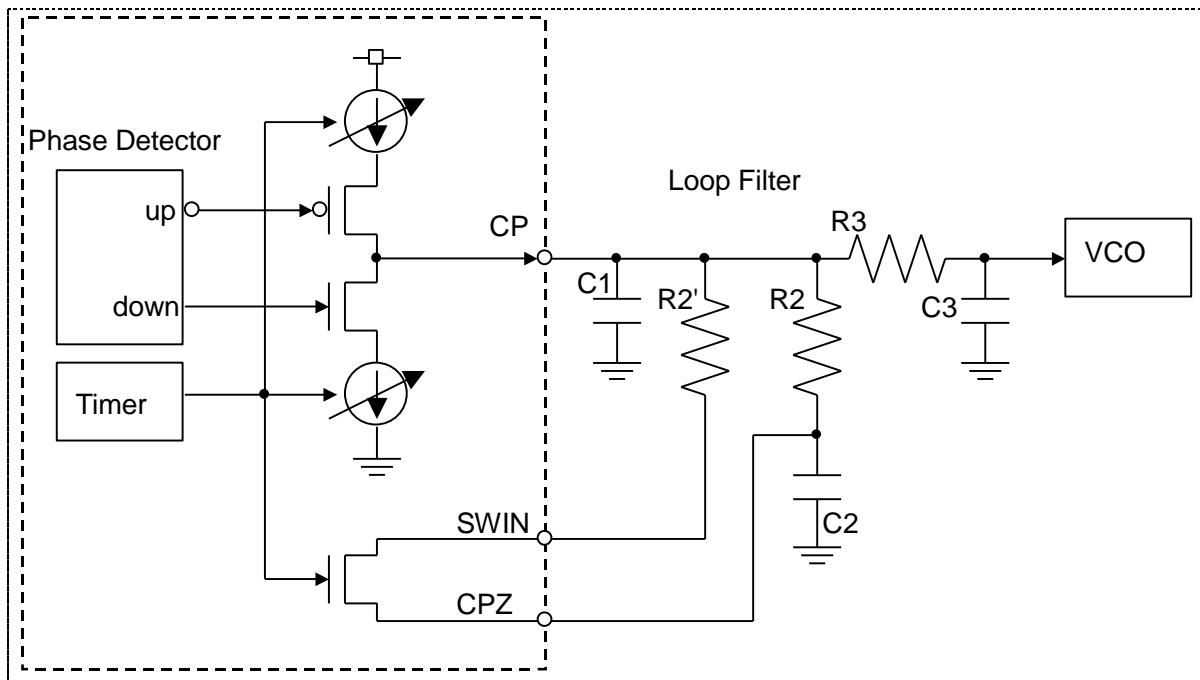 Phase Detector
up
down
Timer
CP
SWIN
CPZ
Loop Filter
C1
R2'
R2
R3
C3
C2
VCO